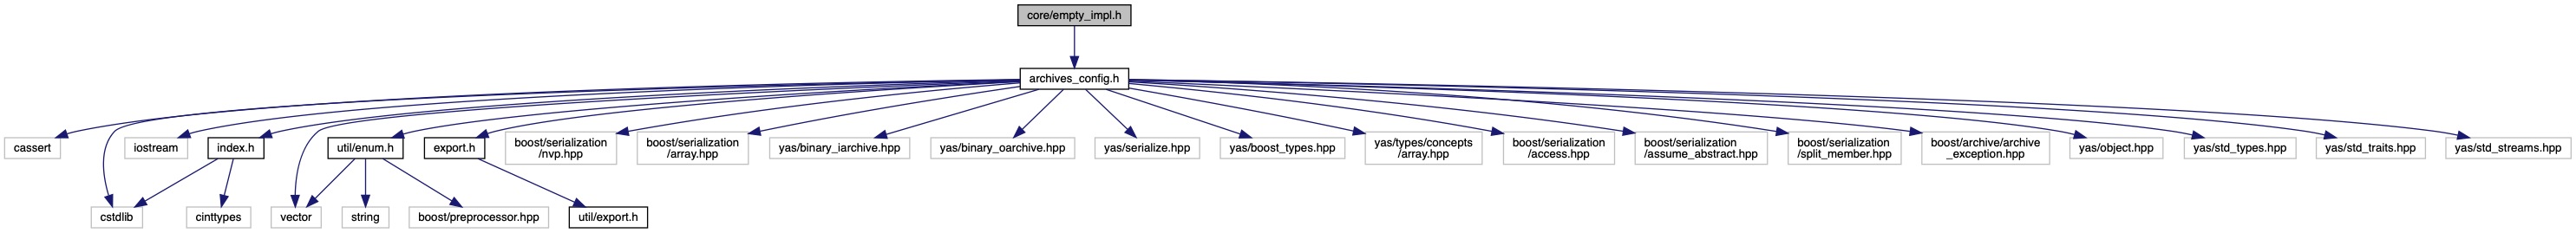 core/empty_impl.h
archives_config.h
cassert
iostream
index.h
util/enum.h
export.h
boost/serialization
/nvp.hpp
boost/serialization
/array.hpp
yas/binary_iarchive.hpp
yas/binary_oarchive.hpp
yas/serialize.hpp
yas/boost_types.hpp
yas/types/concepts
/array.hpp
boost/serialization
/access.hpp
boost/serialization
/assume_abstract.hpp
boost/serialization
/split_member.hpp
boost/archive/archive
_exception.hpp
yas/object.hpp
yas/std_types.hpp
yas/std_traits.hpp
yas/std_streams.hpp
cstdlib
cinttypes
vector
string
boost/preprocessor.hpp
util/export.h